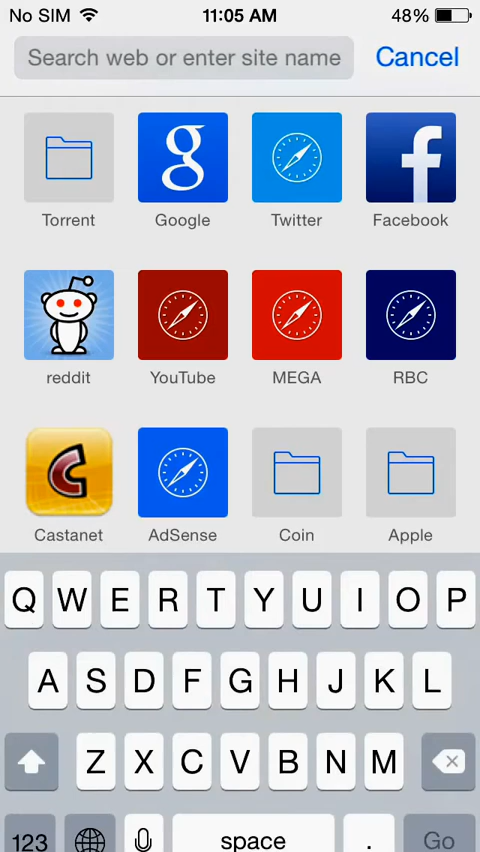 No SIM 11:05 AM 48%
Search web or enter site name Cancel
g f
Torrent Google Twitter Facebook
reddit YouTube MEGA RBC
C
Castanet AdSense Coin Apple
Q W E R T Y U I O P
A S D F G H J K L
Z X C V B N M
123 space . Go